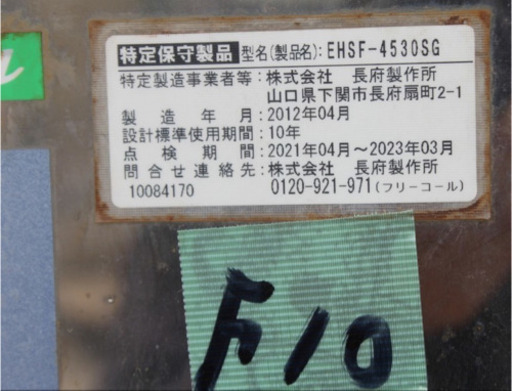 特定保守製品 型名(製品名):EHSF-4530SG
特定製造事業者等:株式会社 長府製作所
山口県下関市長府扇町2-1
製造年月:2012年04月
設計標準使用期間:10年
点検期間:2021年04月~2023年03月
問合せ連絡先:株式会社 長府製作所
10084170 0120-921-971(フリーコール)
F10